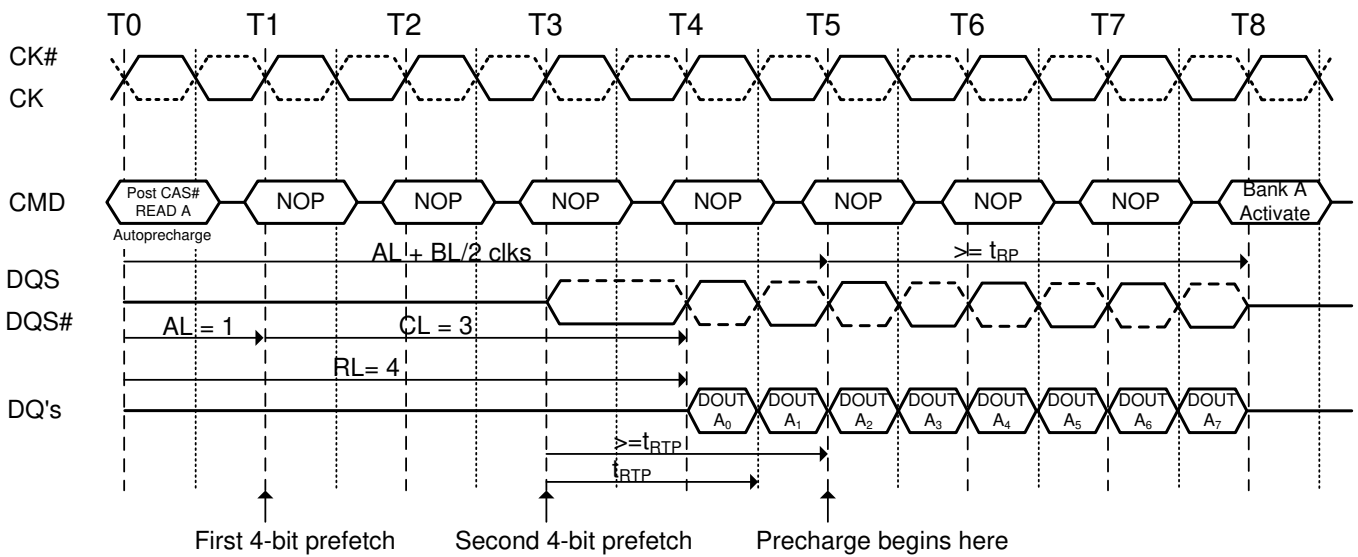 T0 T1 T2 T3 T4 T5 T6 T7 T8
CK#
CK
CMD
Post CAS#
READ A
NOP NOP NOP NOP NOP NOP NOP
Bank A
Activate
Autoprecharge
AL + BL/2 clks >= tRP
DQS
DQS#
AL = 1 CL = 3
RL= 4
DQ's
DOUT DOUT DOUT DOUT DOUT DOUT DOUT DOUT
A0 A1 A2 A3 A4 A5 A6 A7
>=tRTP
tRTP
First 4-bit prefetch Second 4-bit prefetch Precharge begins here